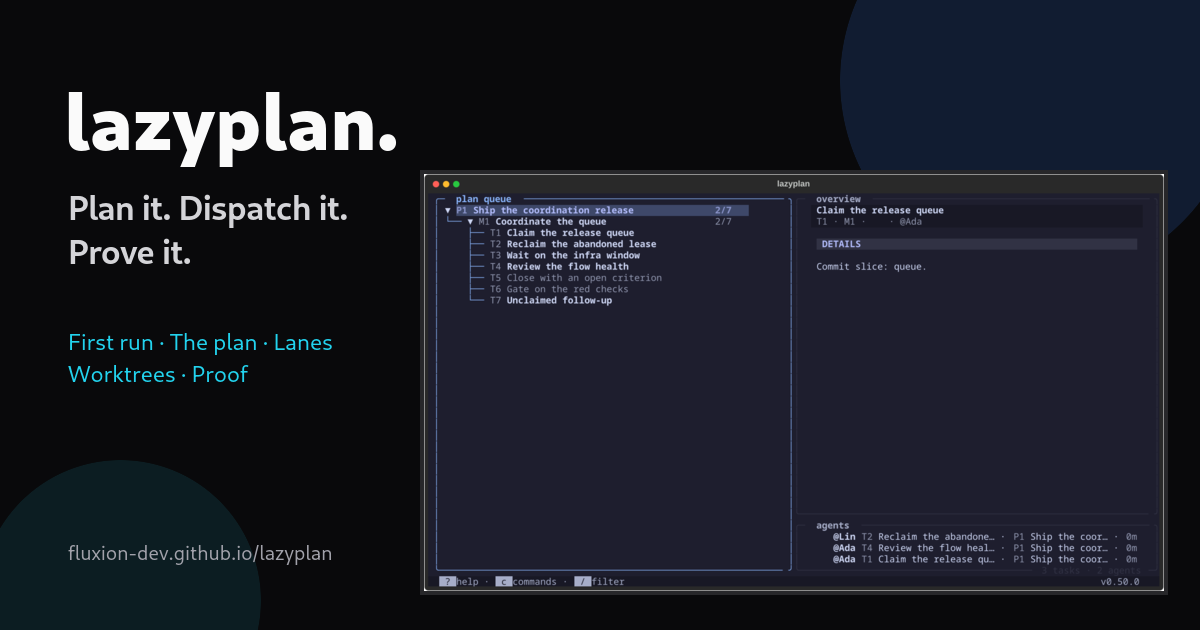 lazyplan.
Plan it. Dispatch it.
Prove it.
First run · The plan · Lanes
Worktrees · Proof
fluxion-dev.github.io/lazyplan
lazyplan
plan queue
▼ P1 Ship the coordination release 2/7
▼ M1 Coordinate the queue 2/7
T1 Claim the release queue
T2 Reclaim the abandoned lease
T3 Wait on the infra window
T4 Review the flow health
T5 Close with an open criterion
T6 Gate on the red checks
T7 Unclaimed follow-up
overview
Claim the release queue
T1 · M1 · · @Ada
DETAILS
Commit slice: queue.
agents
@Lin T2 Reclaim the abandone… · P1 Ship the coor… · 0m
@Ada T4 Review the flow heal… · P1 Ship the coor… · 0m
@Ada T1 Claim the release qu… · P1 Ship the coor… · 0m
3 tasks · 2 agents
? help · c commands · / filter
v0.50.0